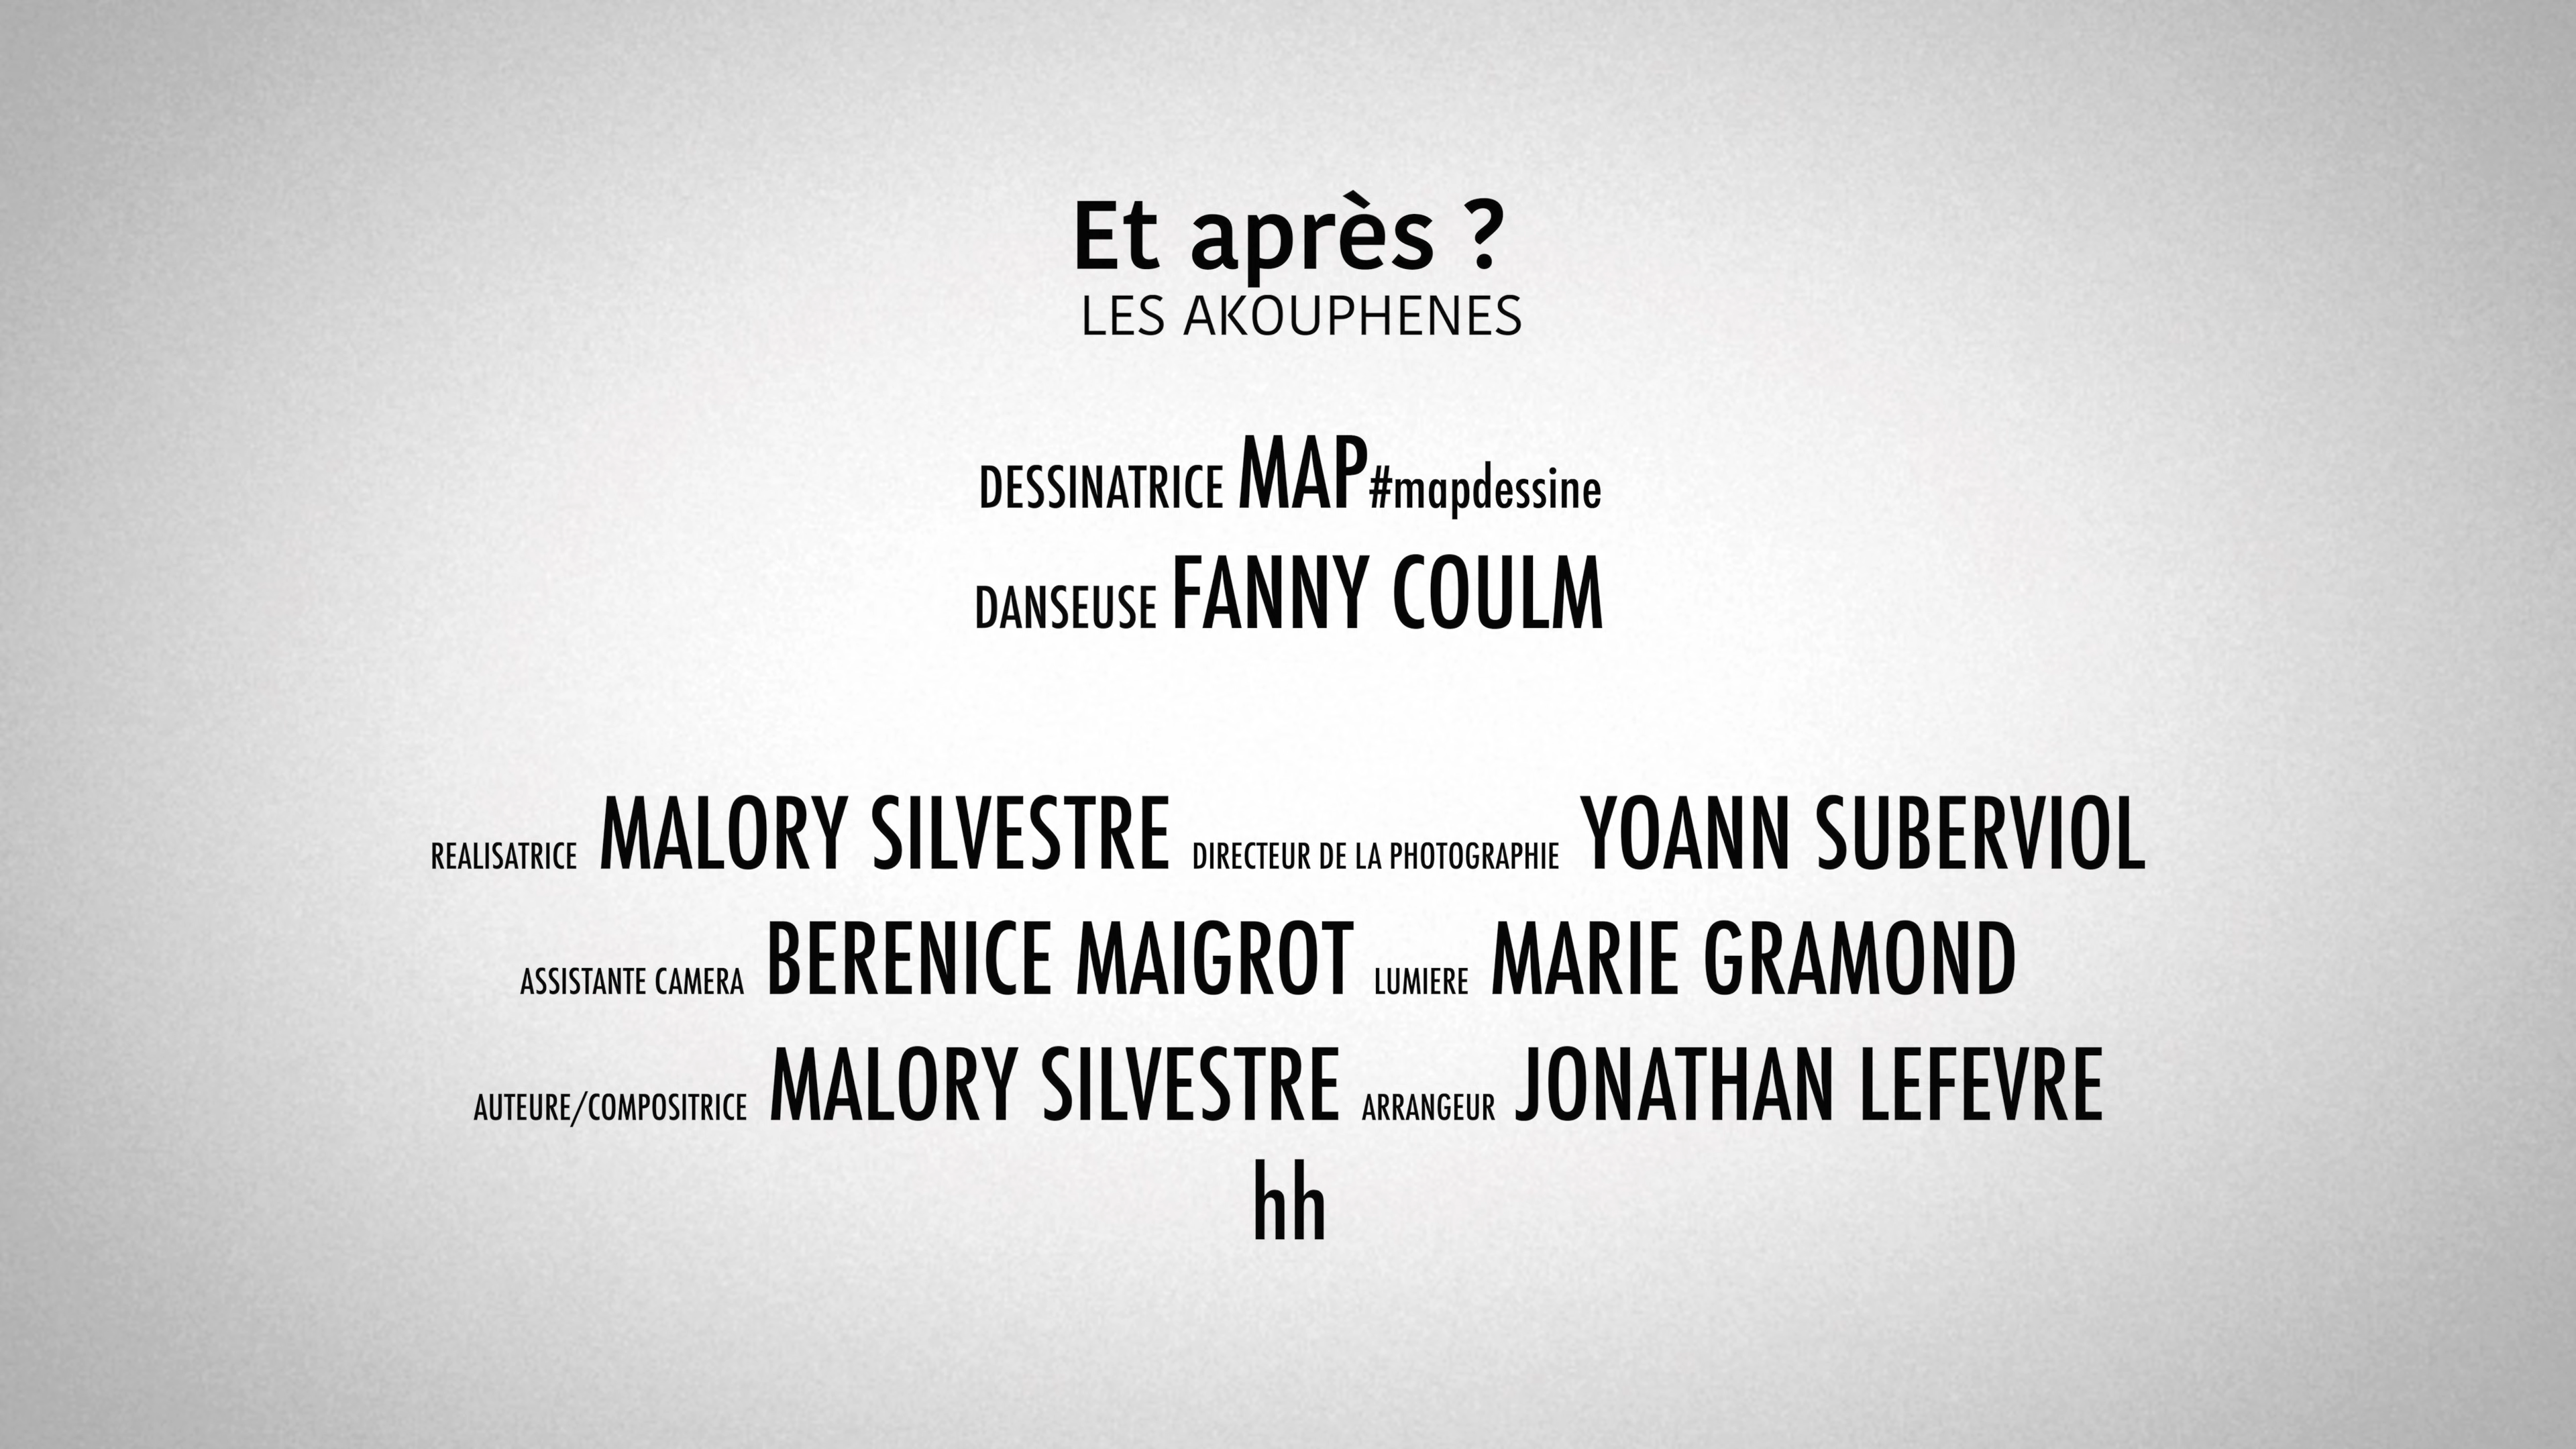 Et après ?
LES AKOUPHENES
DESSINATRICE MAP#mapdessine
DANSEUSE FANNY COULM
REALISATRICE MALORY SILVESTRE DIRECTEUR DE LA PHOTOGRAPHIE YOANN SUBERVIOL
ASSISTANTE CAMERA BERENICE MAIGROT LUMIERE MARIE GRAMOND
AUTEURE/COMPOSITRICE MALORY SILVESTRE ARRANGEUR JONATHAN LEFEVRE
hh